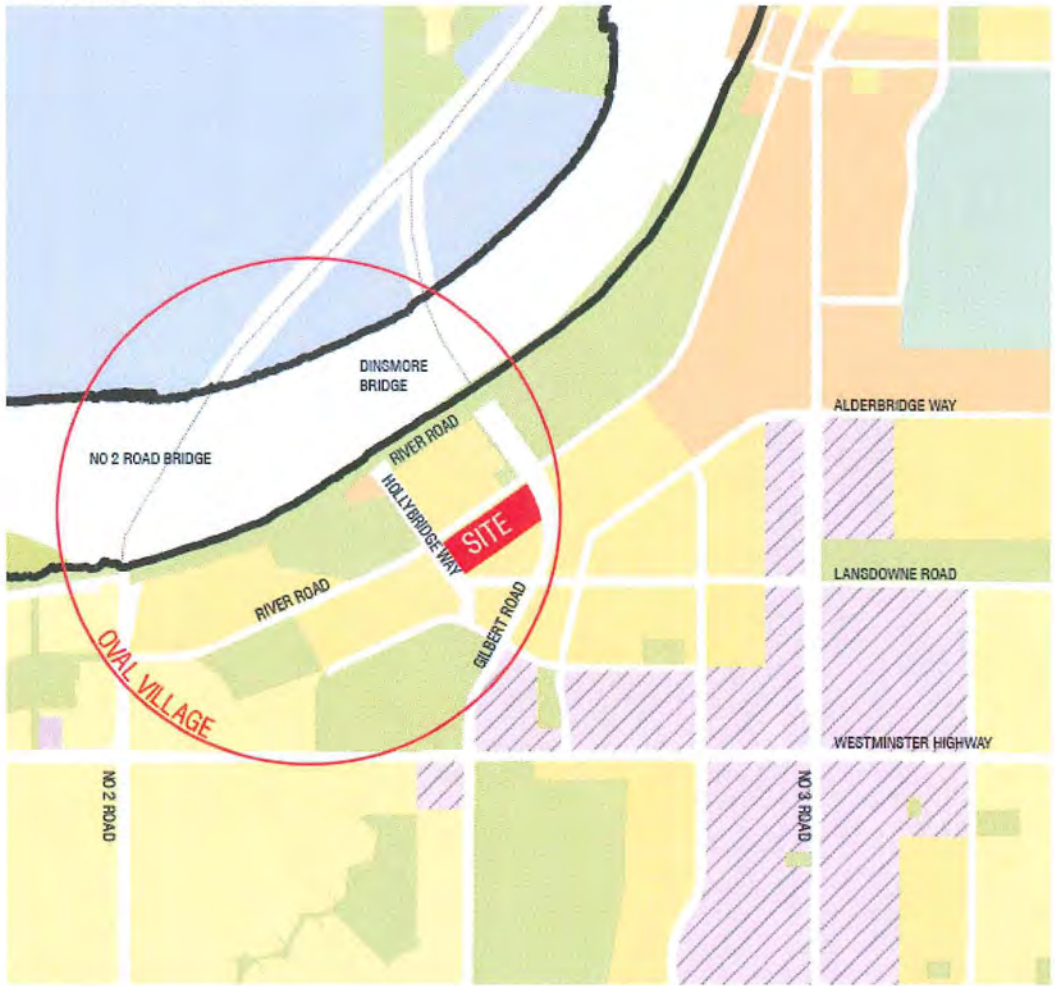 DINSMORE
BRIDGE
ALDERBRIDGE WAY
RIVER ROAD
NO 2 ROAD BRIDGE
HOLLYBRIDGE WAY
SITE
LANSDOWNE ROAD
RIVER ROAD
GILBERT ROAD
OVAL VILLAGE
WESTMINSTER HIGHWAY
NO 2 ROAD
NO 3 ROAD